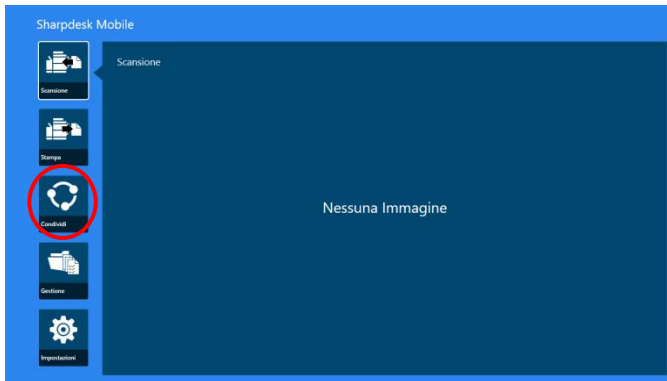 Sharpdesk Mobile
Scansione
Scansione
Stampa
Condividi
Nessuna Immagine
Gestione
Impostazioni